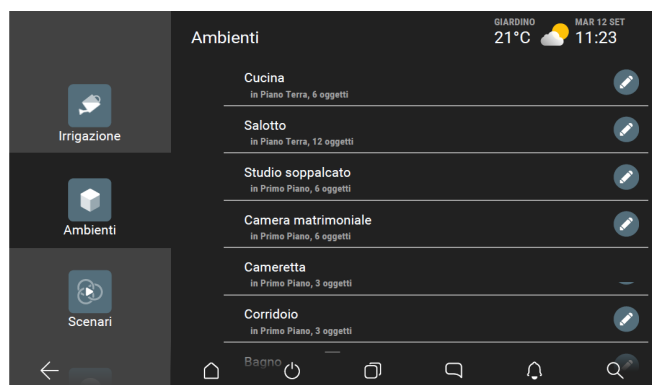 Ambienti
GIARDINO
21°C
MAR 12 SET
11:23
Irrigazione
Ambienti
Scenari
Cucina
in Piano Terra, 6 oggetti
Salotto
in Piano Terra, 12 oggetti
Studio soppalcato
in Primo Piano, 6 oggetti
Camera matrimoniale
in Primo Piano, 6 oggetti
Cameretta
in Primo Piano, 3 oggetti
Corridoio
in Primo Piano, 3 oggetti
Bagno